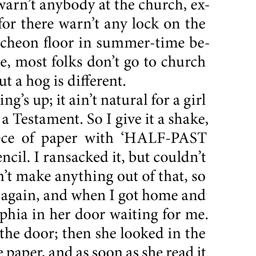 warn't anybody at the church, ex-
for there warn't any lock on the
cheon floor in summer-time be-
e, most folks don't go to church
ut a hog is different.
ing's up; it ain't natural for a girl
a Testament. So I give it a shake,
ece of paper with 'HALF-PAST
encil. I ransacked it, but couldn't
n't make anything out of that, so
again, and when I got home and
phia in her door waiting for me.
the door; then she looked in the
e paper, and as soon as she read it